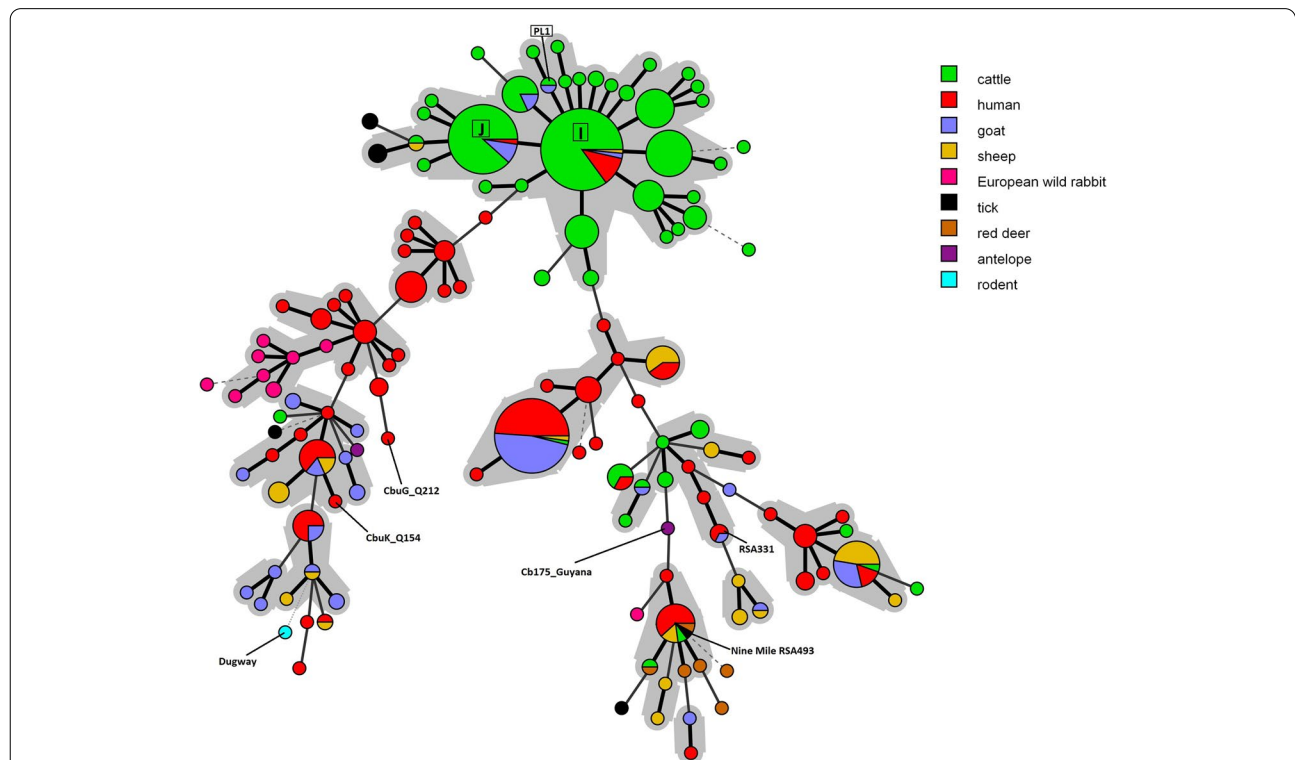 PL1
J
I
cattle
human
goat
sheep
European wild rabbit
tick
red deer
antelope
rodent
CbuG_Q212
CbuK_Q154
RSA331
Cb175_Guyana
Nine Mile RSA493
Dugway